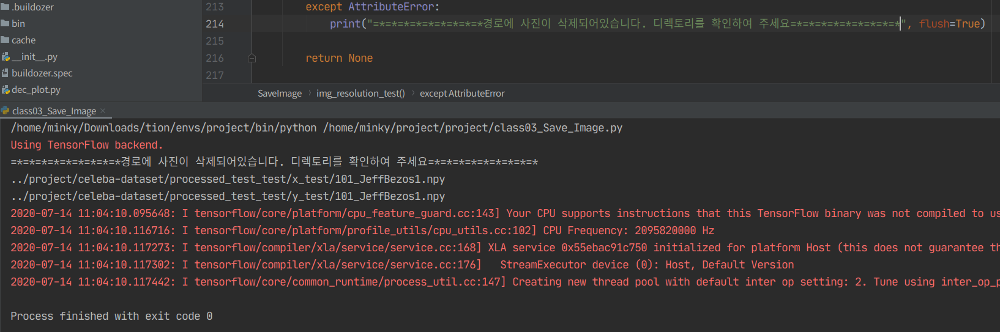 .buildozer
bin
cache
__init__.py
buildozer.spec
dec_plot.py
213 except AttributeError:
214 print("=*=*=*=*=*=*=*=*=*경로에 사진이 삭제되어있습니다. 디렉토리를 확인하여 주세요=*=*=*=*=*=*=*=*=*", flush=True)
215
216 return None
217
SaveImage › img_resolution_test() › except AttributeError
class03_Save_Image ×
/home/minky/Downloads/tion/envs/project/bin/python /home/minky/project/project/class03_Save_Image.py
Using TensorFlow backend.
=*=*=*=*=*=*=*=*=*경로에 사진이 삭제되어있습니다. 디렉토리를 확인하여 주세요=*=*=*=*=*=*=*=*=*
../project/celeba-dataset/processed_test_test/x_test/101_JeffBezos1.npy
../project/celeba-dataset/processed_test_test/y_test/101_JeffBezos1.npy
2020-07-14 11:04:10.095648: I tensorflow/core/platform/cpu_feature_guard.cc:143] Your CPU supports instructions that this TensorFlow binary was not compiled to us
2020-07-14 11:04:10.116716: I tensorflow/core/platform/profile_utils/cpu_utils.cc:102] CPU Frequency: 2095820000 Hz
2020-07-14 11:04:10.117273: I tensorflow/compiler/xla/service/service.cc:168] XLA service 0x55ebac91c750 initialized for platform Host (this does not guarantee th
2020-07-14 11:04:10.117302: I tensorflow/compiler/xla/service/service.cc:176]   StreamExecutor device (0): Host, Default Version
2020-07-14 11:04:10.117442: I tensorflow/core/common_runtime/process_util.cc:147] Creating new thread pool with default inter op setting: 2. Tune using inter_op_p
Process finished with exit code 0